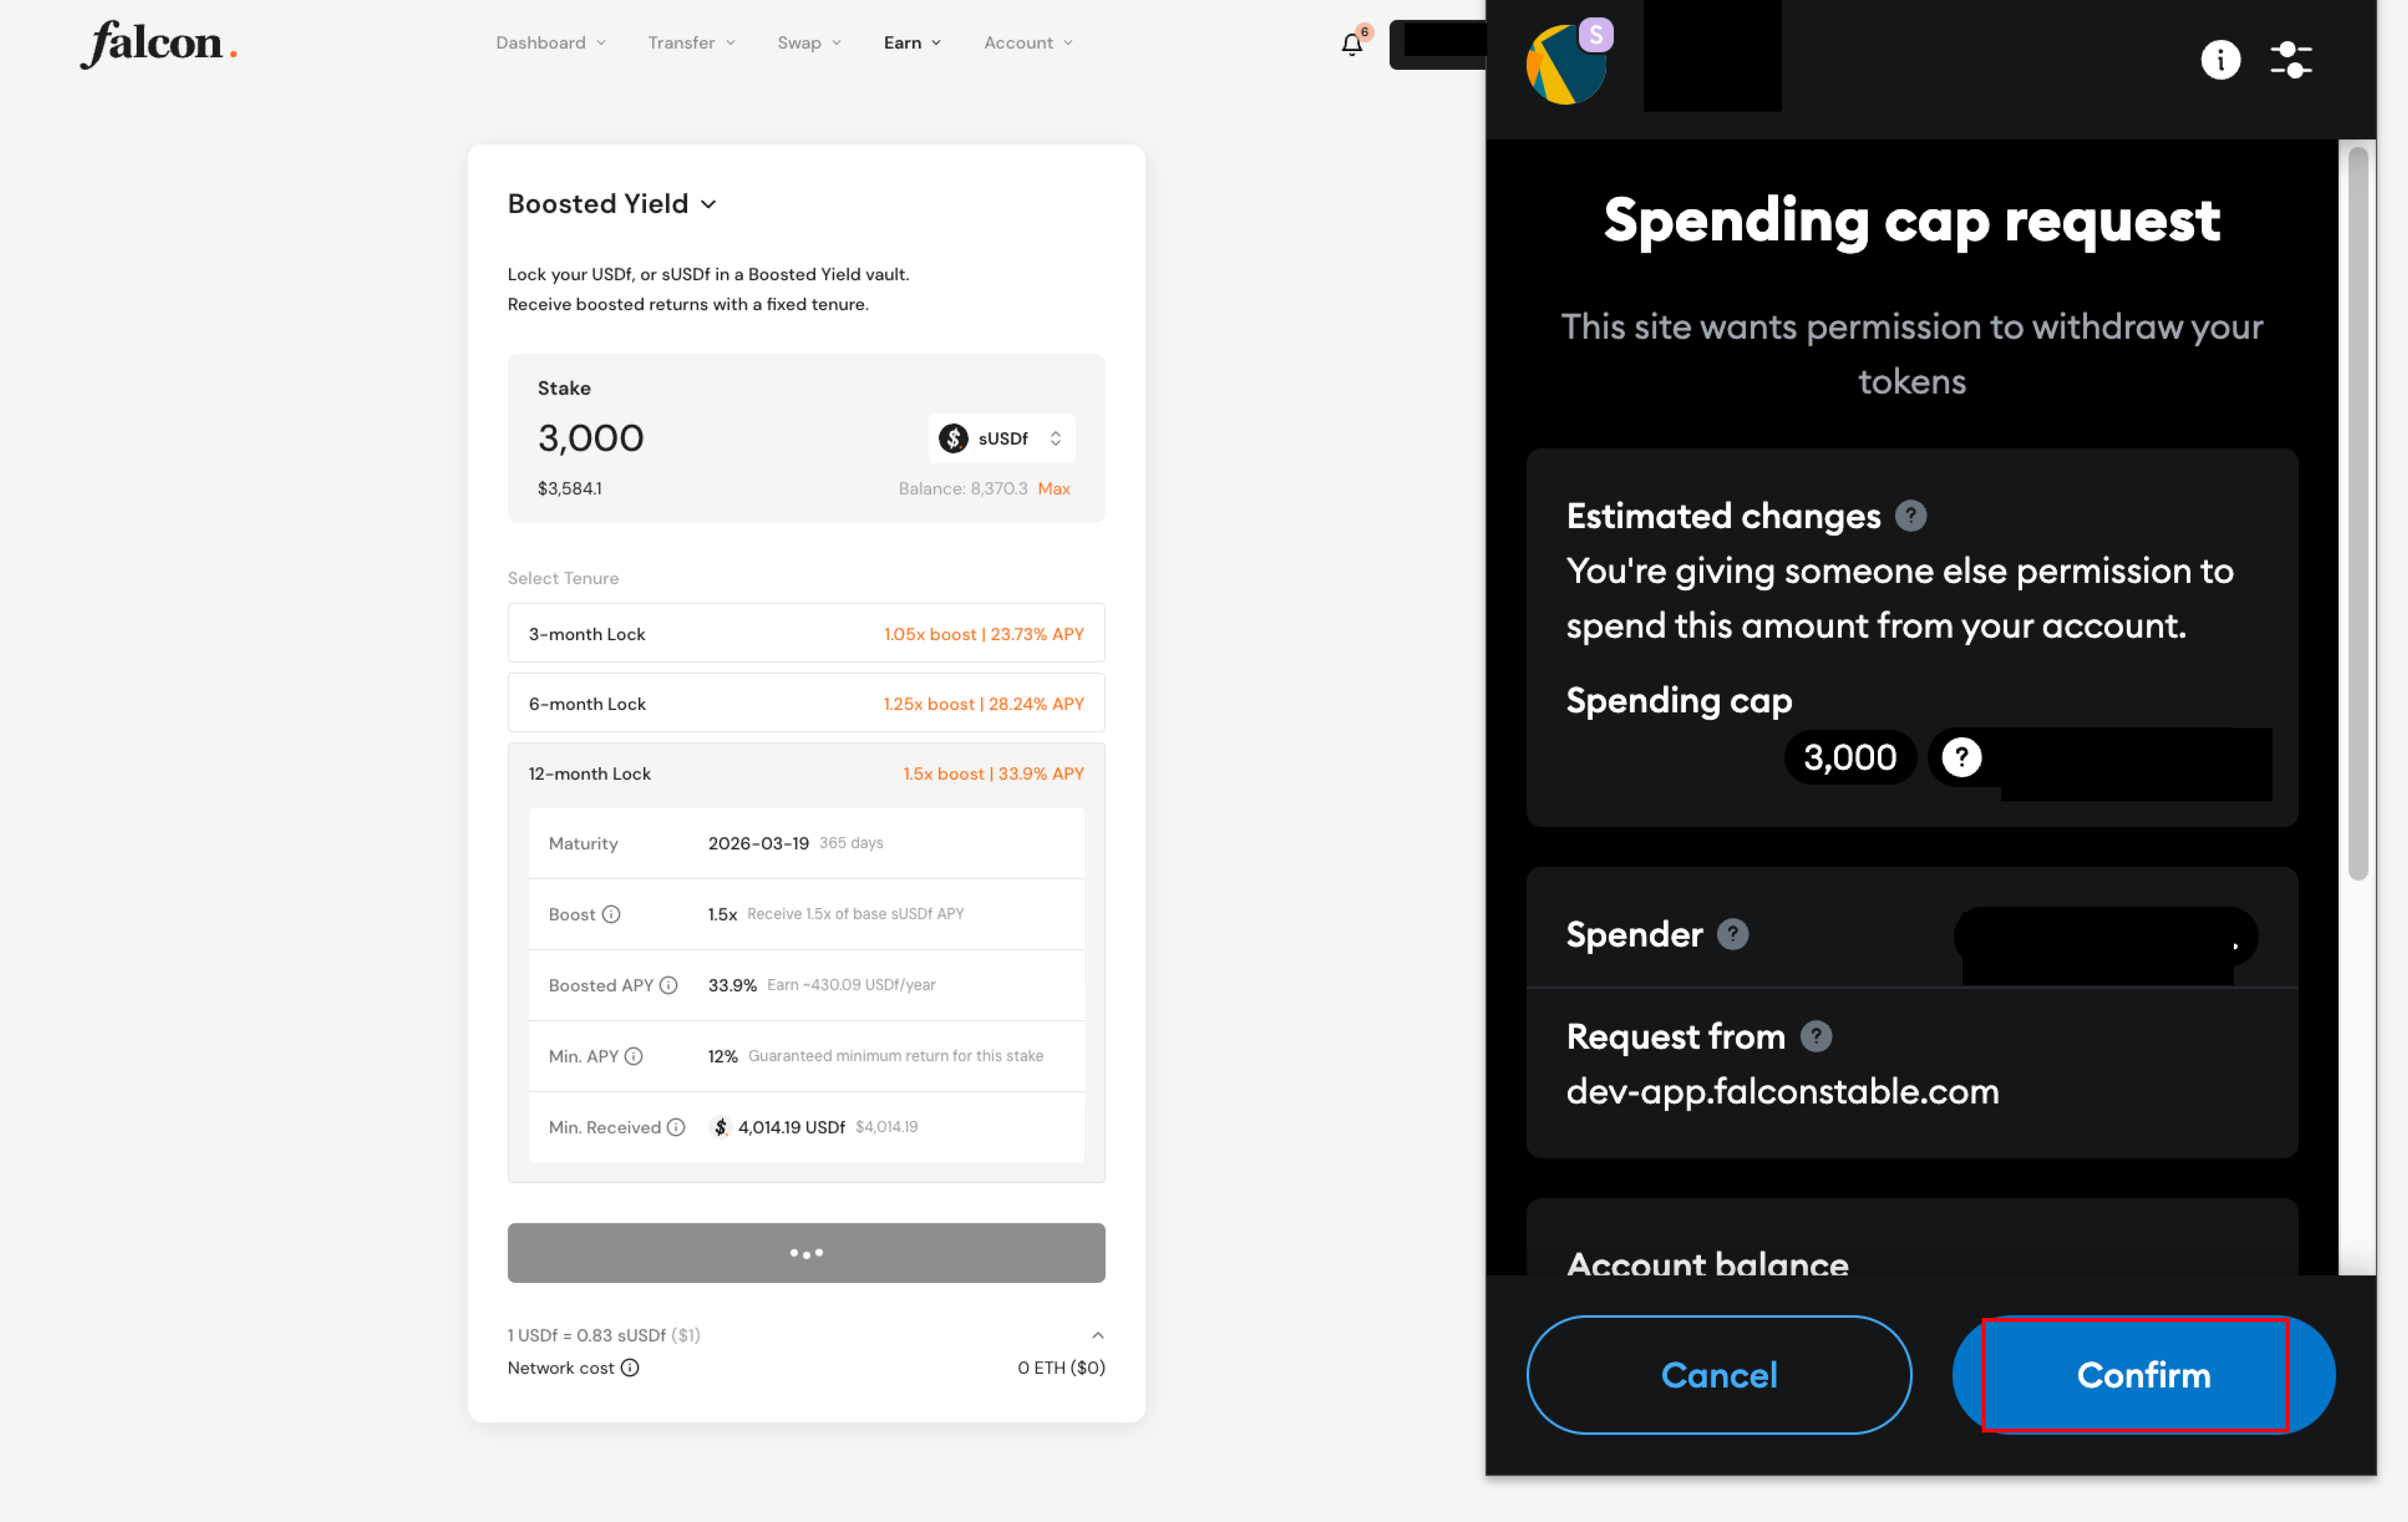 falcon.
Dashboard
Transfer
Swap
Earn
Account
6
Boosted Yield
Lock your USDf, or sUSDf in a Boosted Yield vault.
Receive boosted returns with a fixed tenure.
Stake
3,000
$ sUSDf
$3,584.1
Balance: 8,370.3 Max
Select Tenure
3-month Lock 1.05x boost | 23.73% APY
6-month Lock 1.25x boost | 28.24% APY
12-month Lock 1.5x boost | 33.9% APY
Maturity 2026-03-19 365 days
Boost i 1.5x Receive 1.5x of base sUSDf APY
Boosted APY i 33.9% Earn ~430.09 USDf/year
Min. APY i 12% Guaranteed minimum return for this stake
Min. Received i $ 4,014.19 USDf $4,014.19
1 USDf = 0.83 sUSDf ($1)
Network cost i 0 ETH ($0)
S
i
Spending cap request
This site wants permission to withdraw your
tokens
Estimated changes ?
You're giving someone else permission to
spend this amount from your account.
Spending cap
3,000 ?
Spender ?
Request from ?
dev-app.falconstable.com
Account balance
Cancel
Confirm